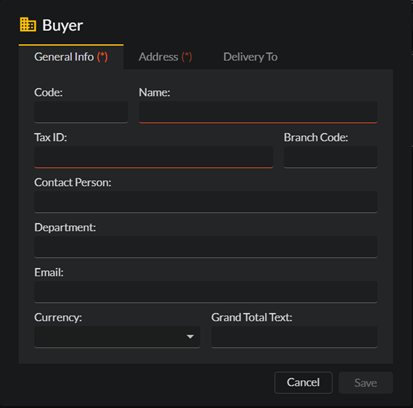 Buyer
General Info (*) Address (*) Delivery To
Code: Name:
Tax ID: Branch Code:
Contact Person:
Department:
Email:
Currency: Grand Total Text:
Cancel Save